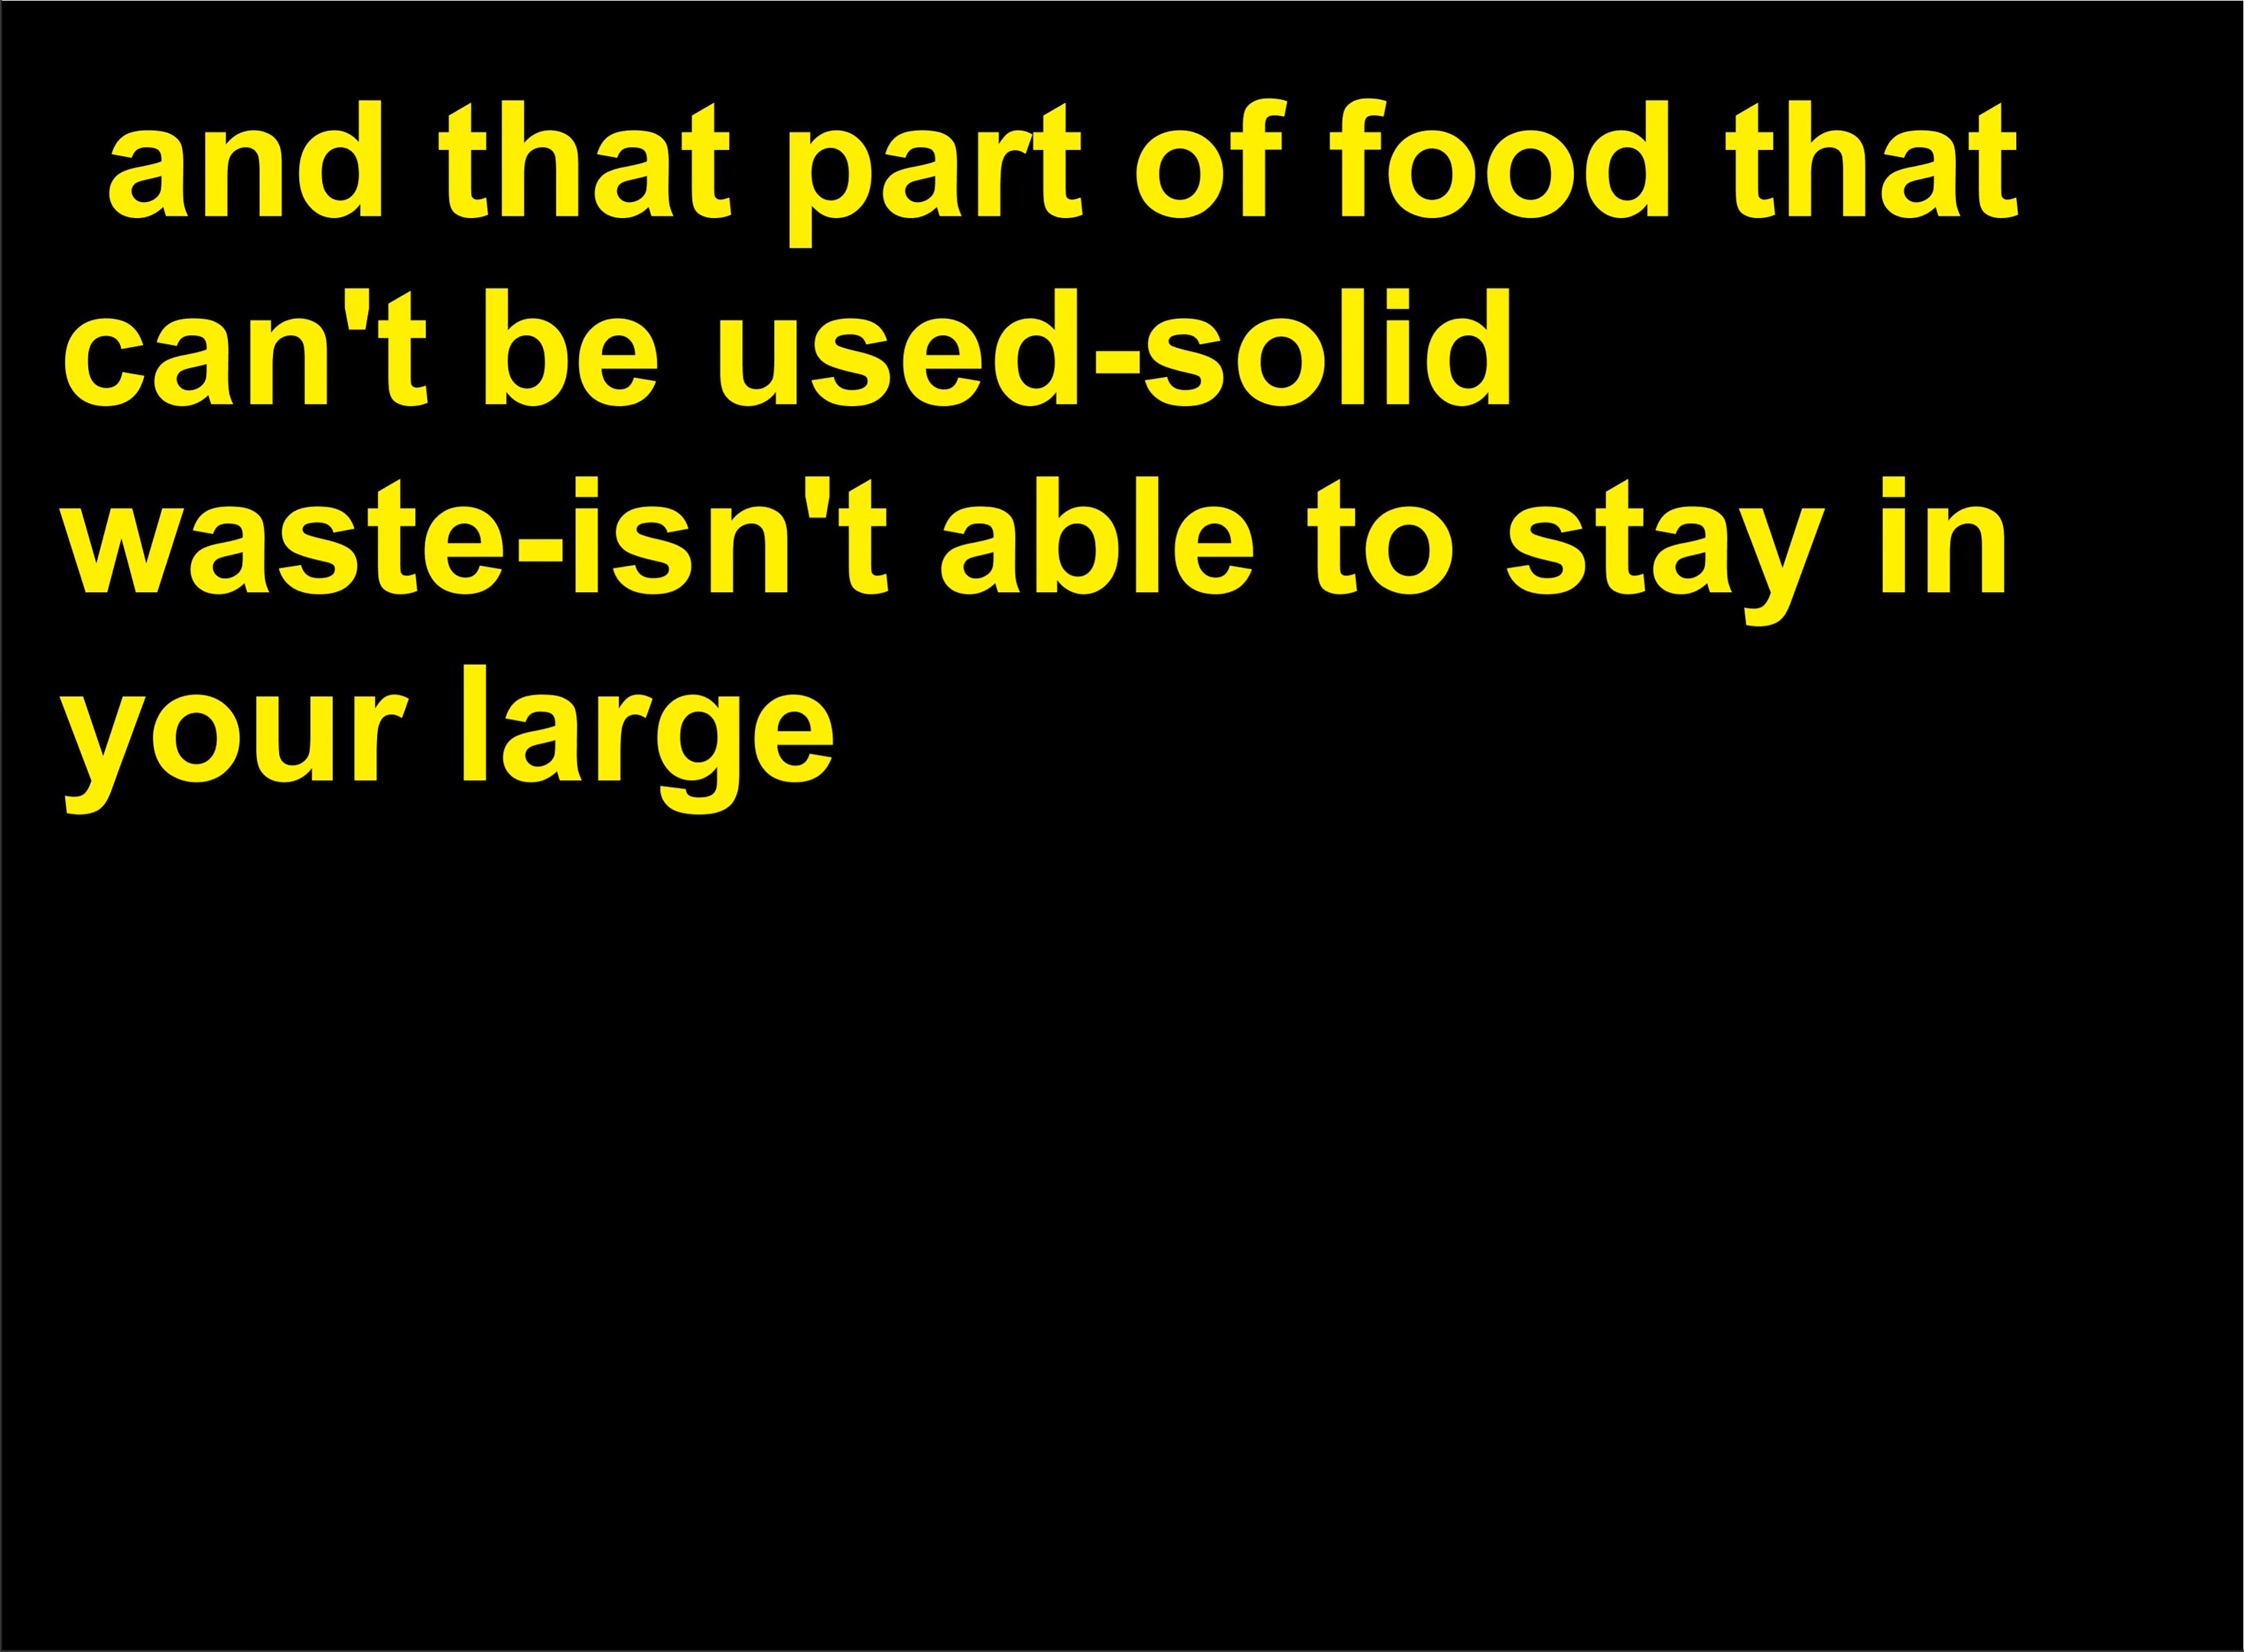 and that part of food that
can't be used-solid
waste-isn't able to stay in
your large